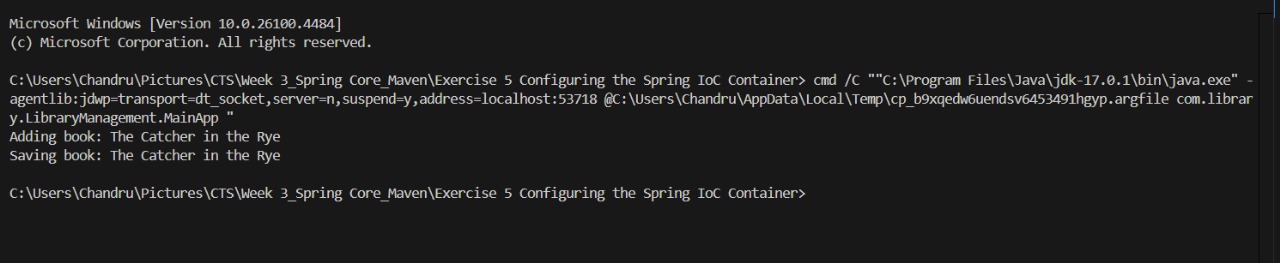 Microsoft Windows [Version 10.0.26100.4484]
(c) Microsoft Corporation. All rights reserved.
C:\Users\Chandru\Pictures\CTS\Week 3_Spring Core_Maven\Exercise 5 Configuring the Spring IoC Container> cmd /C ""C:\Program Files\Java\jdk-17.0.1\bin\java.exe" -
agentlib:jdwp=transport=dt_socket,server=n,suspend=y,address=localhost:53718 @C:\Users\Chandru\AppData\Local\Temp\cp_b9xqedw6uendsv6453491hgyp.argfile com.librar
y.LibraryManagement.MainApp "
Adding book: The Catcher in the Rye
Saving book: The Catcher in the Rye
C:\Users\Chandru\Pictures\CTS\Week 3_Spring Core_Maven\Exercise 5 Configuring the Spring IoC Container>